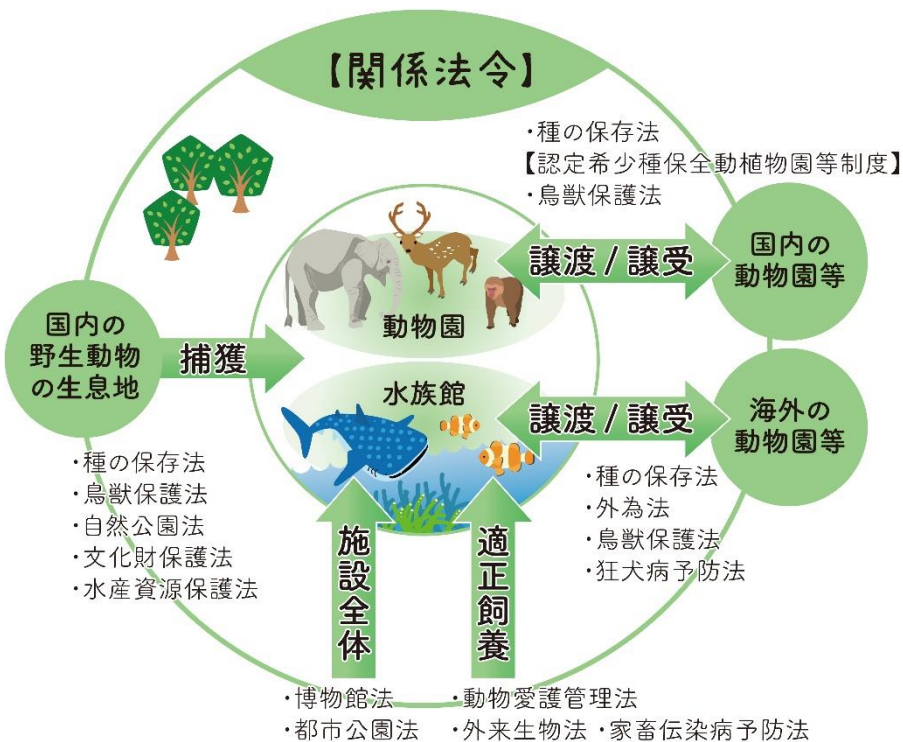 【関係法令】
・種の保存法
【認定希少種保全動植物園等制度】
・鳥獣保護法
国内の
動物園等
譲渡 / 譲受
動物園
国内の
野生動物
の生息地
捕獲
水族館
譲渡 / 譲受
海外の
動物園等
・種の保存法
・鳥獣保護法
・自然公園法
・文化財保護法
・水産資源保護法
・種の保存法
・外為法
・鳥獣保護法
・狂犬病予防法
施設全体
適正飼養
・博物館法
・都市公園法
・動物愛護管理法
・外来生物法 ・家畜伝染病予防法